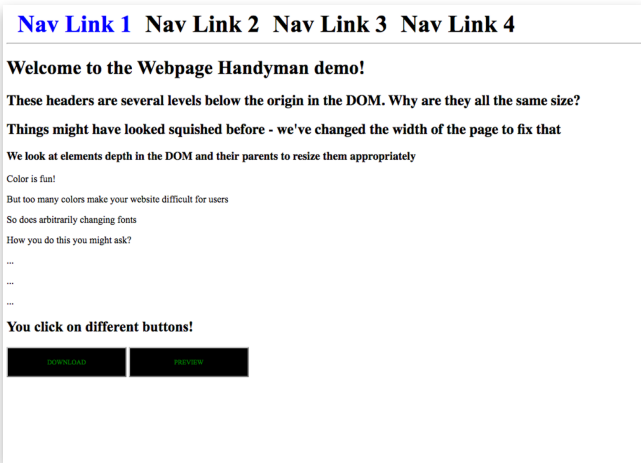 Nav Link 1 Nav Link 2 Nav Link 3 Nav Link 4
Welcome to the Webpage Handyman demo!
These headers are several levels below the origin in the DOM. Why are they all the same size?
Things might have looked squished before - we've changed the width of the page to fix that
We look at elements depth in the DOM and their parents to resize them appropriately
Color is fun!
But too many colors make your website difficult for users
So does arbitrarily changing fonts
How you do this you might ask?
...
...
...
You click on different buttons!
DOWNLOAD PREVIEW